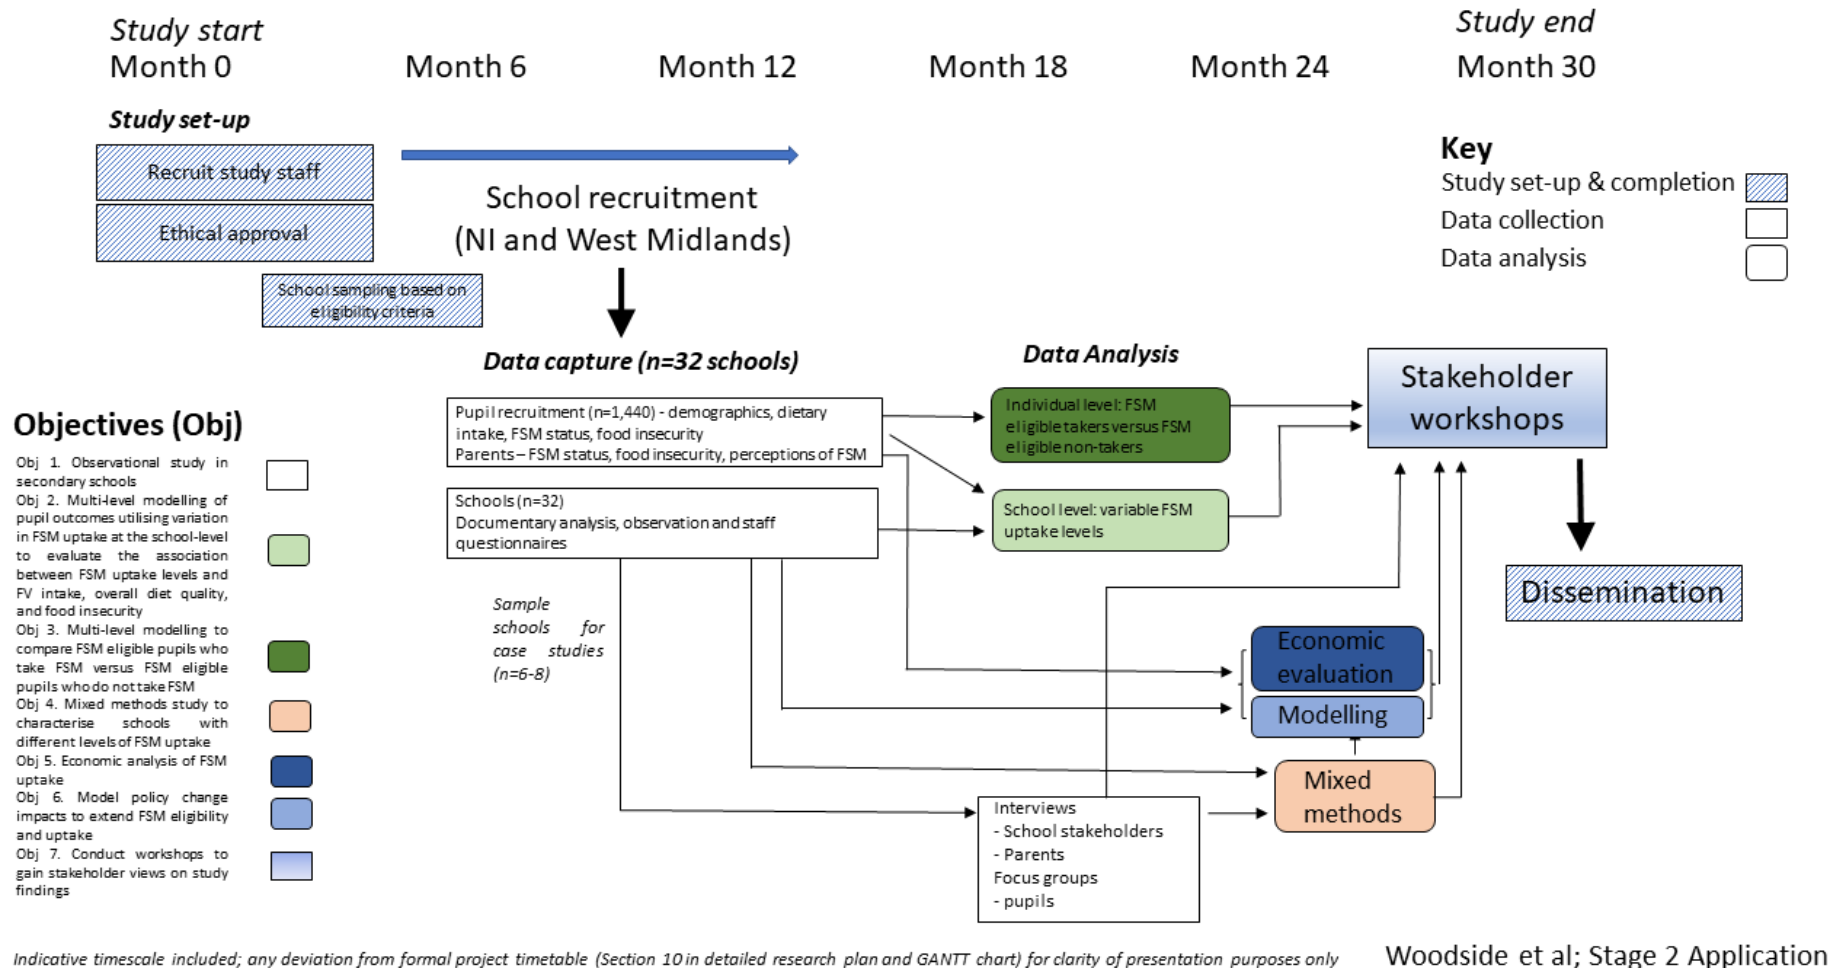 Study start
Study end
Month 0
Month 6
Month 12
Month 18
Month 24
Month 30
Study set-up
Recruit study staff
Ethical approval
School sampling based on
eligibility criteria
School recruitment
(NI and West Midlands)
Key
Study set-up & completion
Data collection
Data analysis
Data capture (n=32 schools)
Data Analysis
Pupil recruitment (n=1,440) - demographics, dietary
intake, FSM status, food insecurity
Parents – FSM status, food insecurity, perceptions of FSM
Schools (n=32)
Documentary analysis, observation and staff
questionnaires
Individual level: FSM
eligible takers versus FSM
eligible non-takers
School level: variable FSM
uptake levels
Stakeholder
workshops
Dissemination
Objectives (Obj)
Obj 1. Observational study in
secondary schools
Obj 2. Multi-level modelling of
pupil outcomes utilising variation
in FSM uptake at the school-level
to evaluate the association
between FSM uptake levels and
FV intake, overall diet quality,
and food insecurity
Obj 3. Multi-level modelling to
compare FSM eligible pupils who
take FSM versus FSM eligible
pupils who do not take FSM
Obj 4. Mixed methods study to
characterise schools with
different levels of FSM uptake
Obj 5. Economic analysis of FSM
uptake
Obj 6. Model policy change
impacts to extend FSM eligibility
and uptake
Obj 7. Conduct workshops to
gain stakeholder views on study
findings
Sample
schools for
case studies
(n=6-8)
Economic
evaluation
Modelling
Mixed
methods
Interviews
- School stakeholders
- Parents
Focus groups
- pupils
Indicative timescale included; any deviation from formal project timetable (Section 10 in detailed research plan and GANTT chart) for clarity of presentation purposes only
Woodside et al; Stage 2 Application